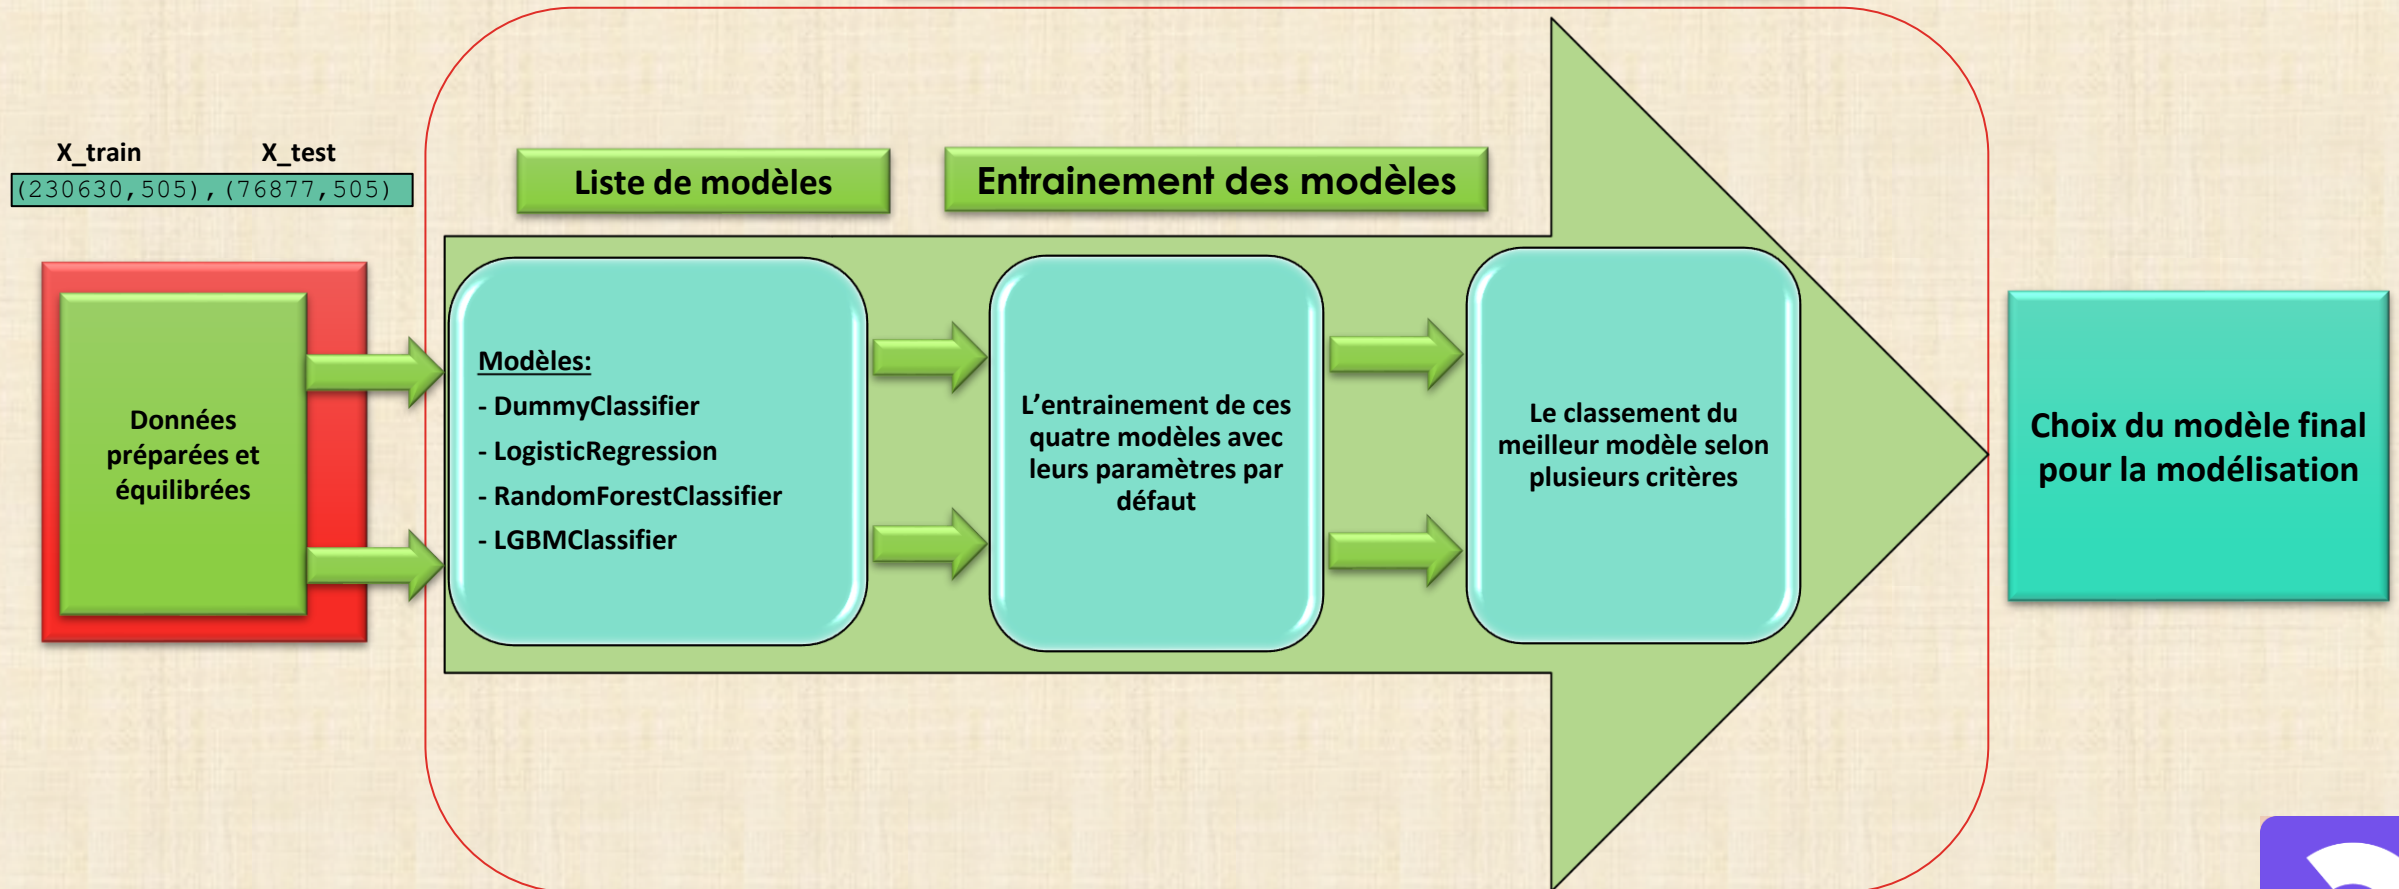 X_train X_test
(230630,505),(76877,505)
Liste de modèles
Entrainement des modèles
Données
préparées et
équilibrées
Modèles:
- DummyClassifier
- LogisticRegression
- RandomForestClassifier
- LGBMClassifier
L’entrainement de ces
quatre modèles avec
leurs paramètres par
défaut
Le classement du
meilleur modèle selon
plusieurs critères
Choix du modèle final
pour la modélisation